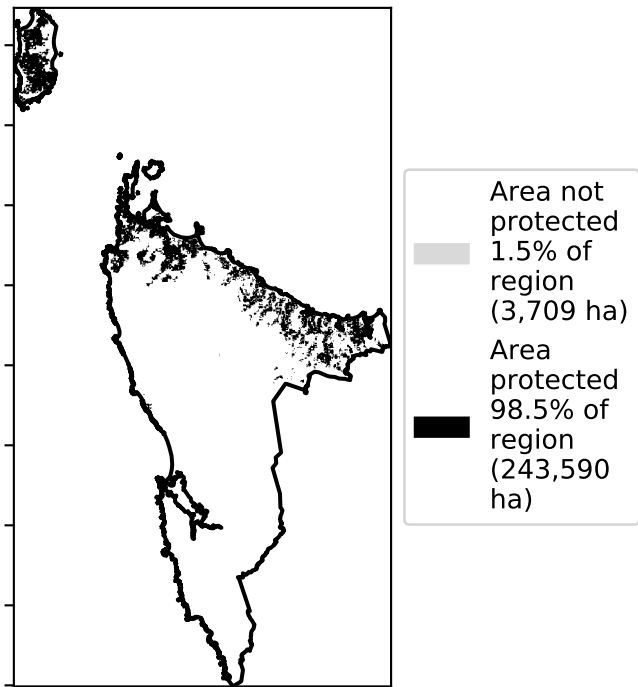 Area not
protected
1.5% of
region
(3,709 ha)
Area
protected
98.5% of
region
(243,590
ha)